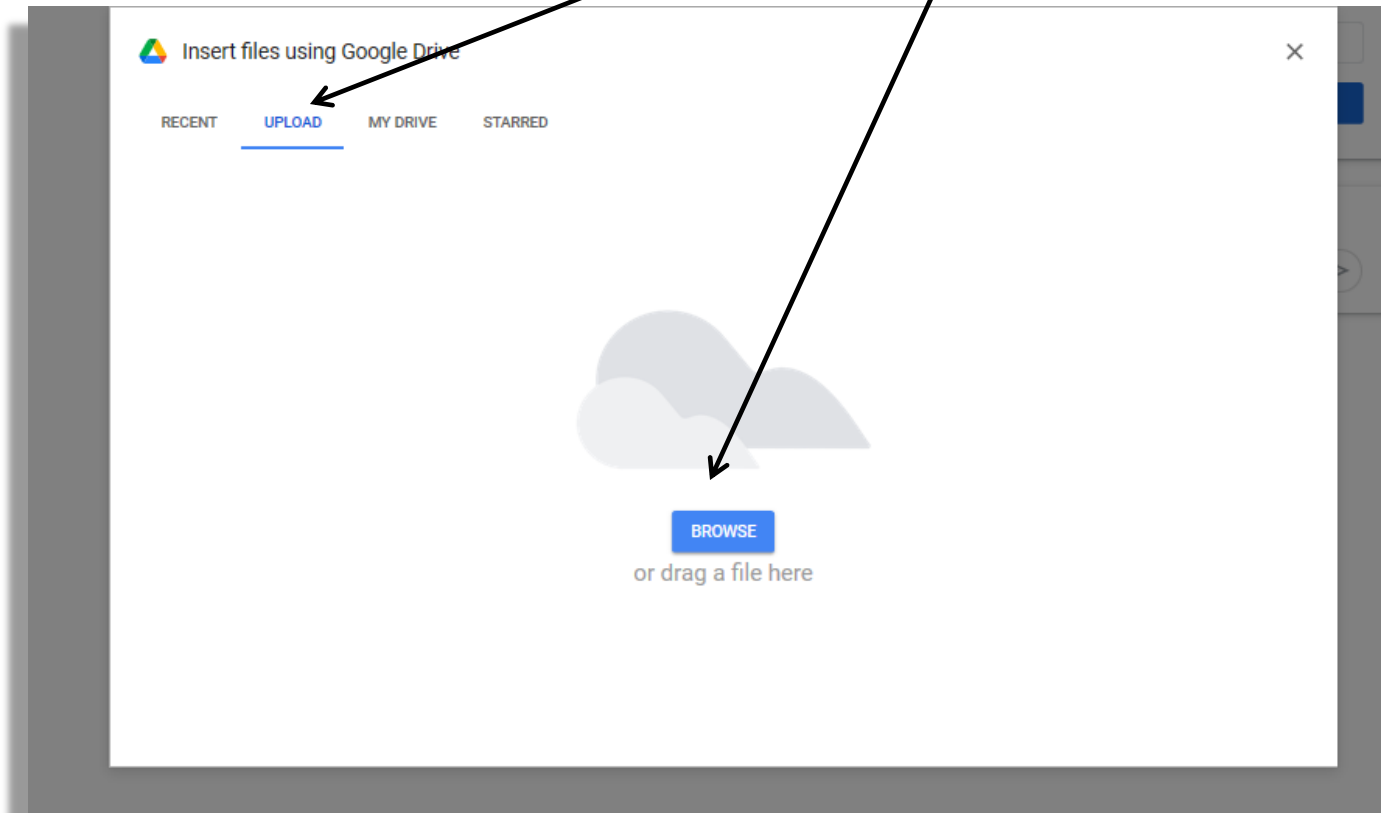 Insert files using Google Drive
RECENT UPLOAD MY DRIVE STARRED
BROWSE
or drag a file here